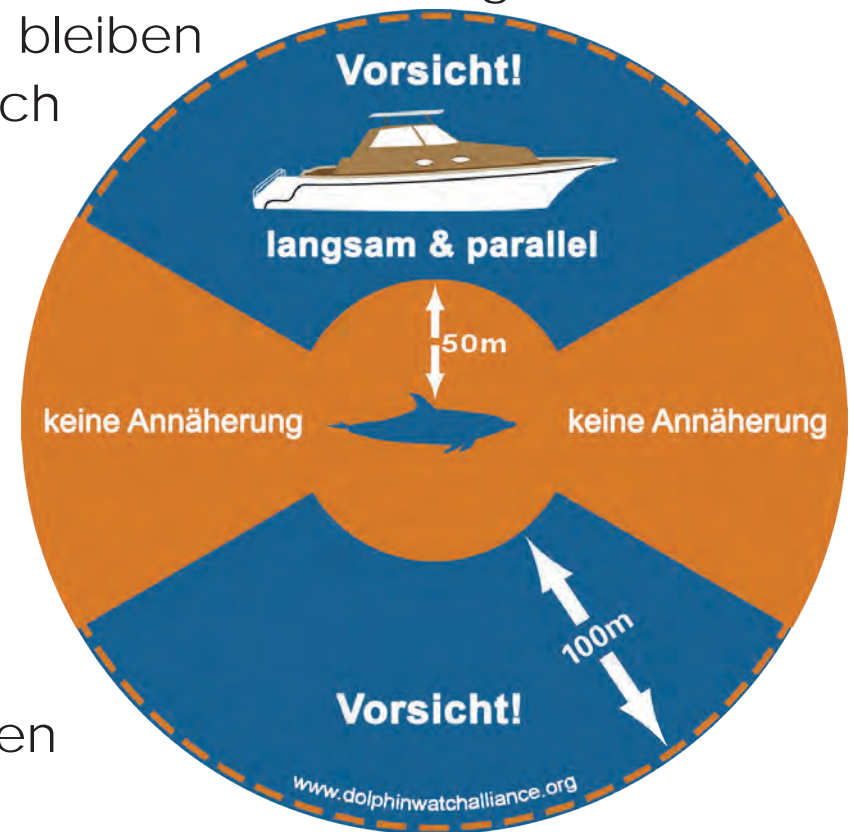 bleiben
ch
Vorsicht!
langsam & parallel
50m
keine Annäherung
keine Annäherung
100m
Vorsicht!
en
www.dolphinwatchalliance.org